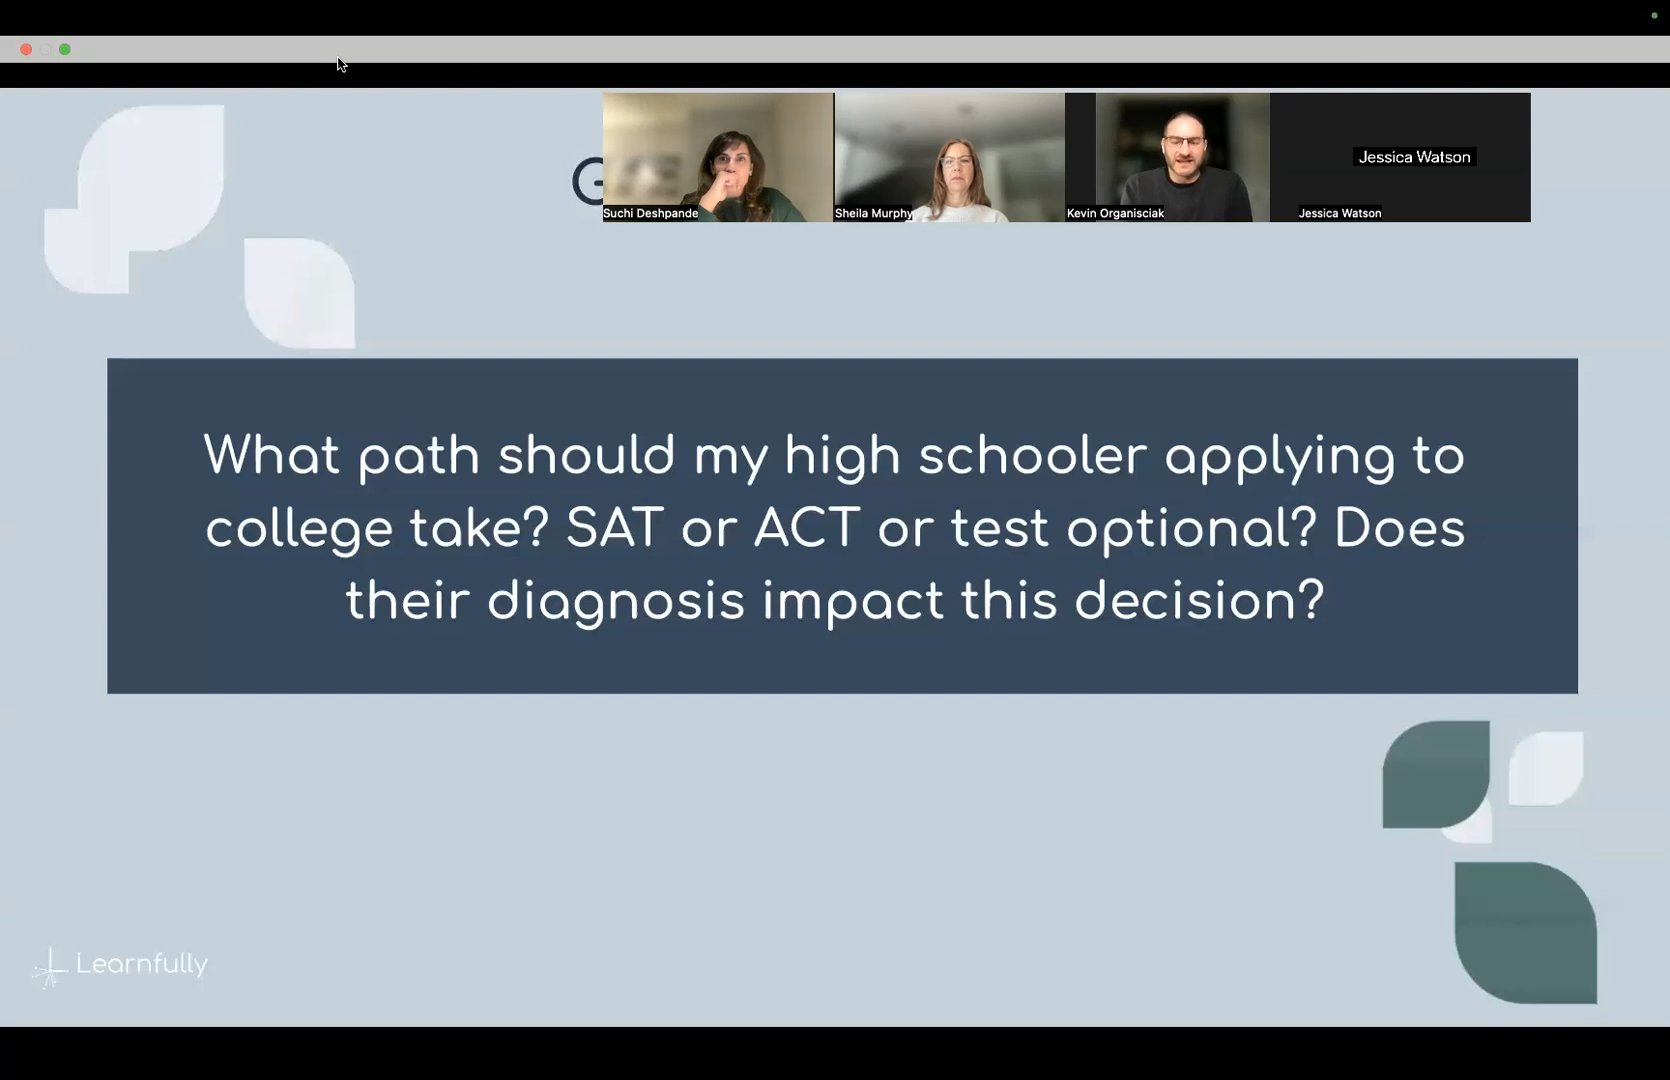 G
Suchi Deshpande
Sheila Murphy
Kevin Organisciak
Jessica Watson
Jessica Watson
What path should my high schooler applying to
college take? SAT or ACT or test optional? Does
their diagnosis impact this decision?
Learnfully